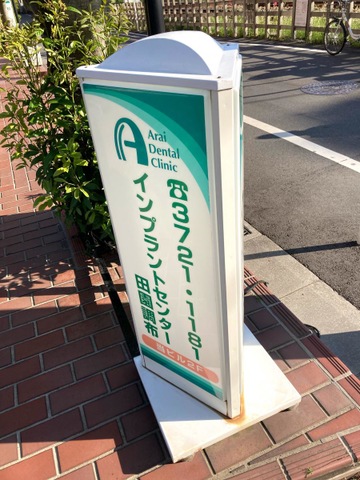 Arai
Dental
Clinic
☎3721・1181
インプラントセンター
田園調布